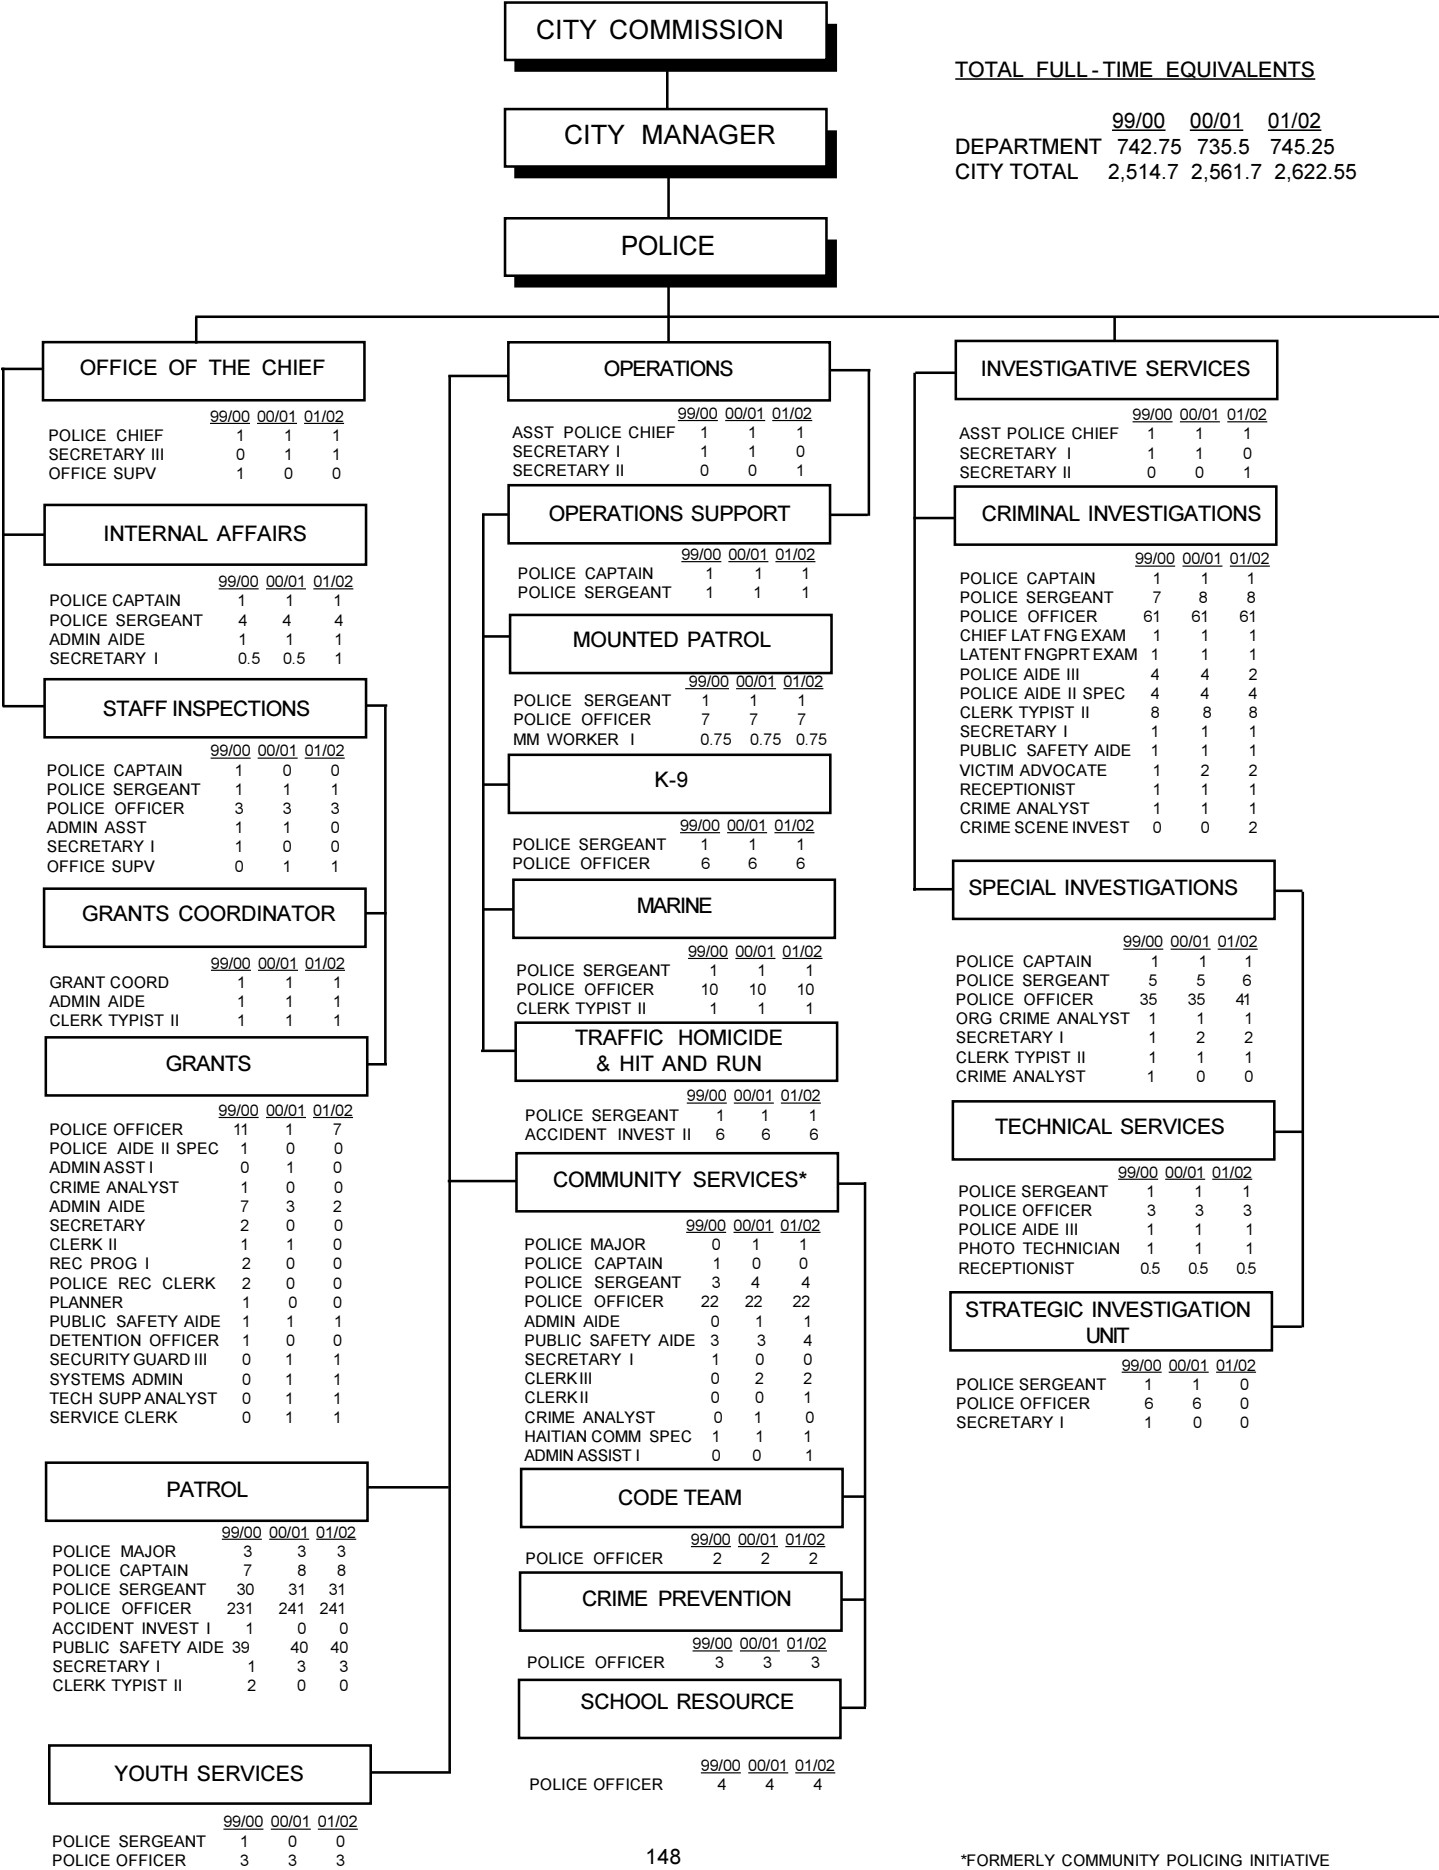 CITY COMMISSION
CITY MANAGER
POLICE
TOTAL FULL - TIME EQUIVALENTS
99/00 00/01 01/02
DEPARTMENT 742.75 735.5 745.25
CITY TOTAL 2,514.7 2,561.7 2,622.55
OFFICE OF THE CHIEF
99/00 00/01 01/02
POLICE CHIEF 1 1 1
SECRETARY III 0 1 1
OFFICE SUPV 1 0 0
INTERNAL AFFAIRS
99/00 00/01 01/02
POLICE CAPTAIN 1 1 1
POLICE SERGEANT 4 4 4
ADMIN AIDE 1 1 1
SECRETARY I 0.5 0.5 1
STAFF INSPECTIONS
99/00 00/01 01/02
POLICE CAPTAIN 1 0 0
POLICE SERGEANT 1 1 1
POLICE OFFICER 3 3 3
ADMIN ASST 1 1 0
SECRETARY I 1 0 0
OFFICE SUPV 0 1 1
GRANTS COORDINATOR
99/00 00/01 01/02
GRANT COORD 1 1 1
ADMIN AIDE 1 1 1
CLERK TYPIST II 1 1 1
GRANTS
99/00 00/01 01/02
POLICE OFFICER 11 1 7
POLICE AIDE II SPEC 1 0 0
ADMIN ASST I 0 1 0
CRIME ANALYST 1 0 0
ADMIN AIDE 7 3 2
SECRETARY 2 0 0
CLERK II 1 1 0
REC PROG I 2 0 0
POLICE REC CLERK 2 0 0
PLANNER 1 0 0
PUBLIC SAFETY AIDE 1 1 1
DETENTION OFFICER 1 0 0
SECURITY GUARD III 0 1 1
SYSTEMS ADMIN 0 1 1
TECH SUPP ANALYST 0 1 1
SERVICE CLERK 0 1 1
PATROL
99/00 00/01 01/02
POLICE MAJOR 3 3 3
POLICE CAPTAIN 7 8 8
POLICE SERGEANT 30 31 31
POLICE OFFICER 231 241 241
ACCIDENT INVEST I 1 0 0
PUBLIC SAFETY AIDE 39 40 40
SECRETARY I 1 3 3
CLERK TYPIST II 2 0 0
YOUTH SERVICES
99/00 00/01 01/02
POLICE SERGEANT 1 0 0
POLICE OFFICER 3 3 3
OPERATIONS
99/00 00/01 01/02
ASST POLICE CHIEF 1 1 1
SECRETARY I 1 1 0
SECRETARY II 0 0 1
OPERATIONS SUPPORT
99/00 00/01 01/02
POLICE CAPTAIN 1 1 1
POLICE SERGEANT 1 1 1
MOUNTED PATROL
99/00 00/01 01/02
POLICE SERGEANT 1 1 1
POLICE OFFICER 7 7 7
MM WORKER I 0.75 0.75 0.75
K-9
99/00 00/01 01/02
POLICE SERGEANT 1 1 1
POLICE OFFICER 6 6 6
MARINE
99/00 00/01 01/02
POLICE SERGEANT 1 1 1
POLICE OFFICER 10 10 10
CLERK TYPIST II 1 1 1
TRAFFIC HOMICIDE
& HIT AND RUN
99/00 00/01 01/02
POLICE SERGEANT 1 1 1
ACCIDENT INVEST II 6 6 6
COMMUNITY SERVICES*
99/00 00/01 01/02
POLICE MAJOR 0 1 1
POLICE CAPTAIN 1 0 0
POLICE SERGEANT 3 4 4
POLICE OFFICER 22 22 22
ADMIN AIDE 0 1 1
PUBLIC SAFETY AIDE 3 3 4
SECRETARY I 1 0 0
CLERK III 0 2 2
CLERK II 0 0 1
CRIME ANALYST 0 1 0
HAITIAN COMM SPEC 1 1 1
ADMIN ASSIST I 0 0 1
CODE TEAM
99/00 00/01 01/02
POLICE OFFICER 2 2 2
CRIME PREVENTION
99/00 00/01 01/02
POLICE OFFICER 3 3 3
SCHOOL RESOURCE
99/00 00/01 01/02
POLICE OFFICER 4 4 4
INVESTIGATIVE SERVICES
99/00 00/01 01/02
ASST POLICE CHIEF 1 1 1
SECRETARY I 1 1 0
SECRETARY II 0 0 1
CRIMINAL INVESTIGATIONS
99/00 00/01 01/02
POLICE CAPTAIN 1 1 1
POLICE SERGEANT 7 8 8
POLICE OFFICER 61 61 61
CHIEF LAT FNG EXAM 1 1 1
LATENT FNGPRT EXAM 1 1 1
POLICE AIDE III 4 4 2
POLICE AIDE II SPEC 4 4 4
CLERK TYPIST II 8 8 8
SECRETARY I 1 1 1
PUBLIC SAFETY AIDE 1 1 1
VICTIM ADVOCATE 1 2 2
RECEPTIONIST 1 1 1
CRIME ANALYST 1 1 1
CRIME SCENE INVEST 0 0 2
SPECIAL INVESTIGATIONS
99/00 00/01 01/02
POLICE CAPTAIN 1 1 1
POLICE SERGEANT 5 5 6
POLICE OFFICER 35 35 41
ORG CRIME ANALYST 1 1 1
SECRETARY I 1 2 2
CLERK TYPIST II 1 1 1
CRIME ANALYST 1 0 0
TECHNICAL SERVICES
99/00 00/01 01/02
POLICE SERGEANT 1 1 1
POLICE OFFICER 3 3 3
POLICE AIDE III 1 1 1
PHOTO TECHNICIAN 1 1 1
RECEPTIONIST 0.5 0.5 0.5
STRATEGIC INVESTIGATION
UNIT
99/00 00/01 01/02
POLICE SERGEANT 1 1 0
POLICE OFFICER 6 6 0
SECRETARY I 1 0 0
148
*FORMERLY COMMUNITY POLICING INITIATIVE